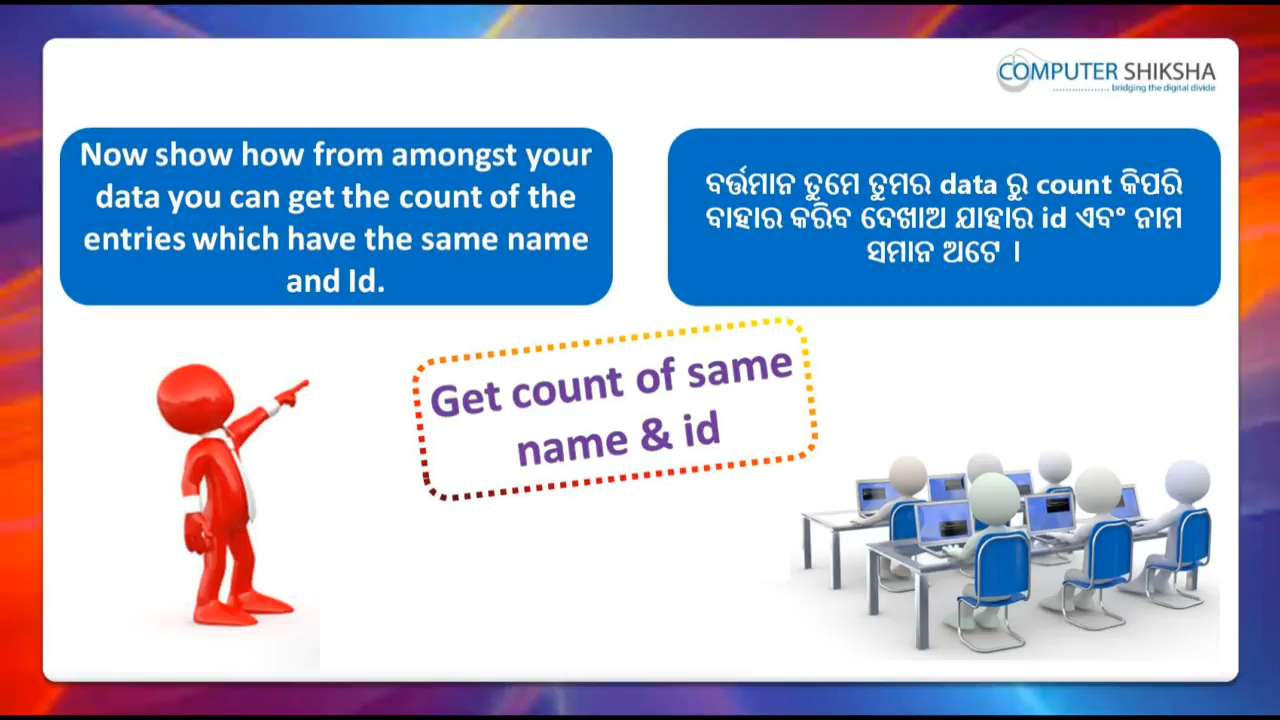 COMPUTER SHIKSHA
bridging the digital divide
Now show how from amongst your
data you can get the count of the
entries which have the same name
and Id.
ବର୍ତ୍ତମାନ ତୁମେ ତୁମର data ରୁ count କିପରି
ବାହାର କରିବ ଦେଖାଅ ଯାହାର id ଏବଂ ନାମ
ସମାନ ଅଟେ ।
Get count of same
name & id